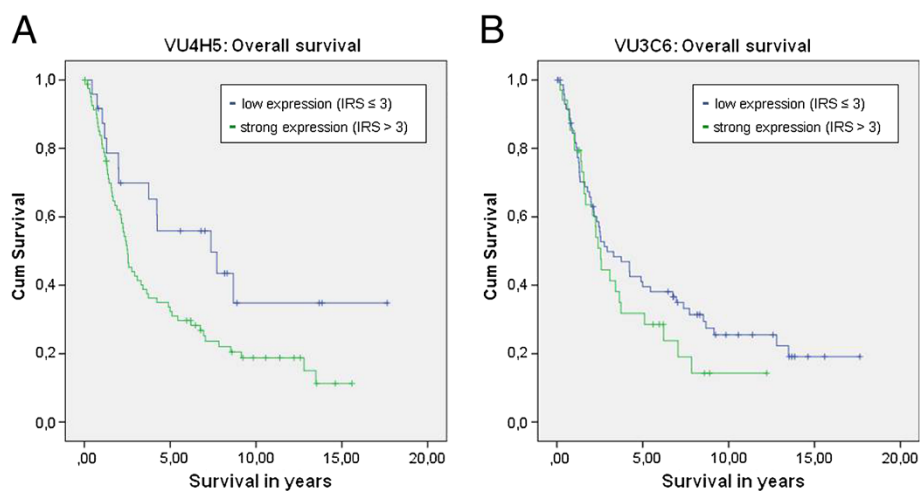 A
VU4H5: Overall survival
Cum Survival
1,0
0,8
0,6
0,4
0,2
0,0
low expression (IRS ≤ 3)
strong expression (IRS > 3)
,00
5,00
10,00
15,00
20,00
Survival in years
B
VU3C6: Overall survival
Cum Survival
1,0
0,8
0,6
0,4
0,2
0,0
low expression (IRS ≤ 3)
strong expression (IRS > 3)
,00
5,00
10,00
15,00
20,00
Survival in years